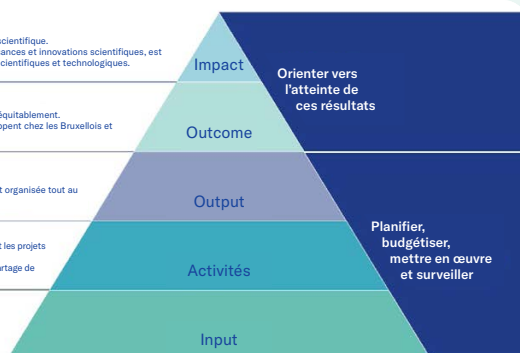 scientifique.
ances et innovations scientifiques, est
scientifiques et technologiques.
Impact
Orienter vers
l'atteinte de
ces résultats
équitablement.
ppent chez les Bruxellois et
Outcome
t organisée tout au
Output
Planifier,
budgétiser,
mettre en œuvre
et surveiller
t les projets
rtage de
Activités
Input